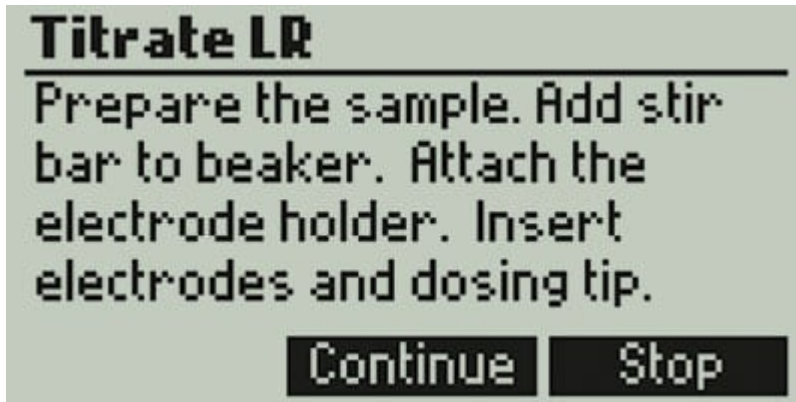 Titrate LR
Prepare the sample. Add stir
bar to beaker. Attach the
electrode holder. Insert
electrodes and dosing tip.
Continue Stop